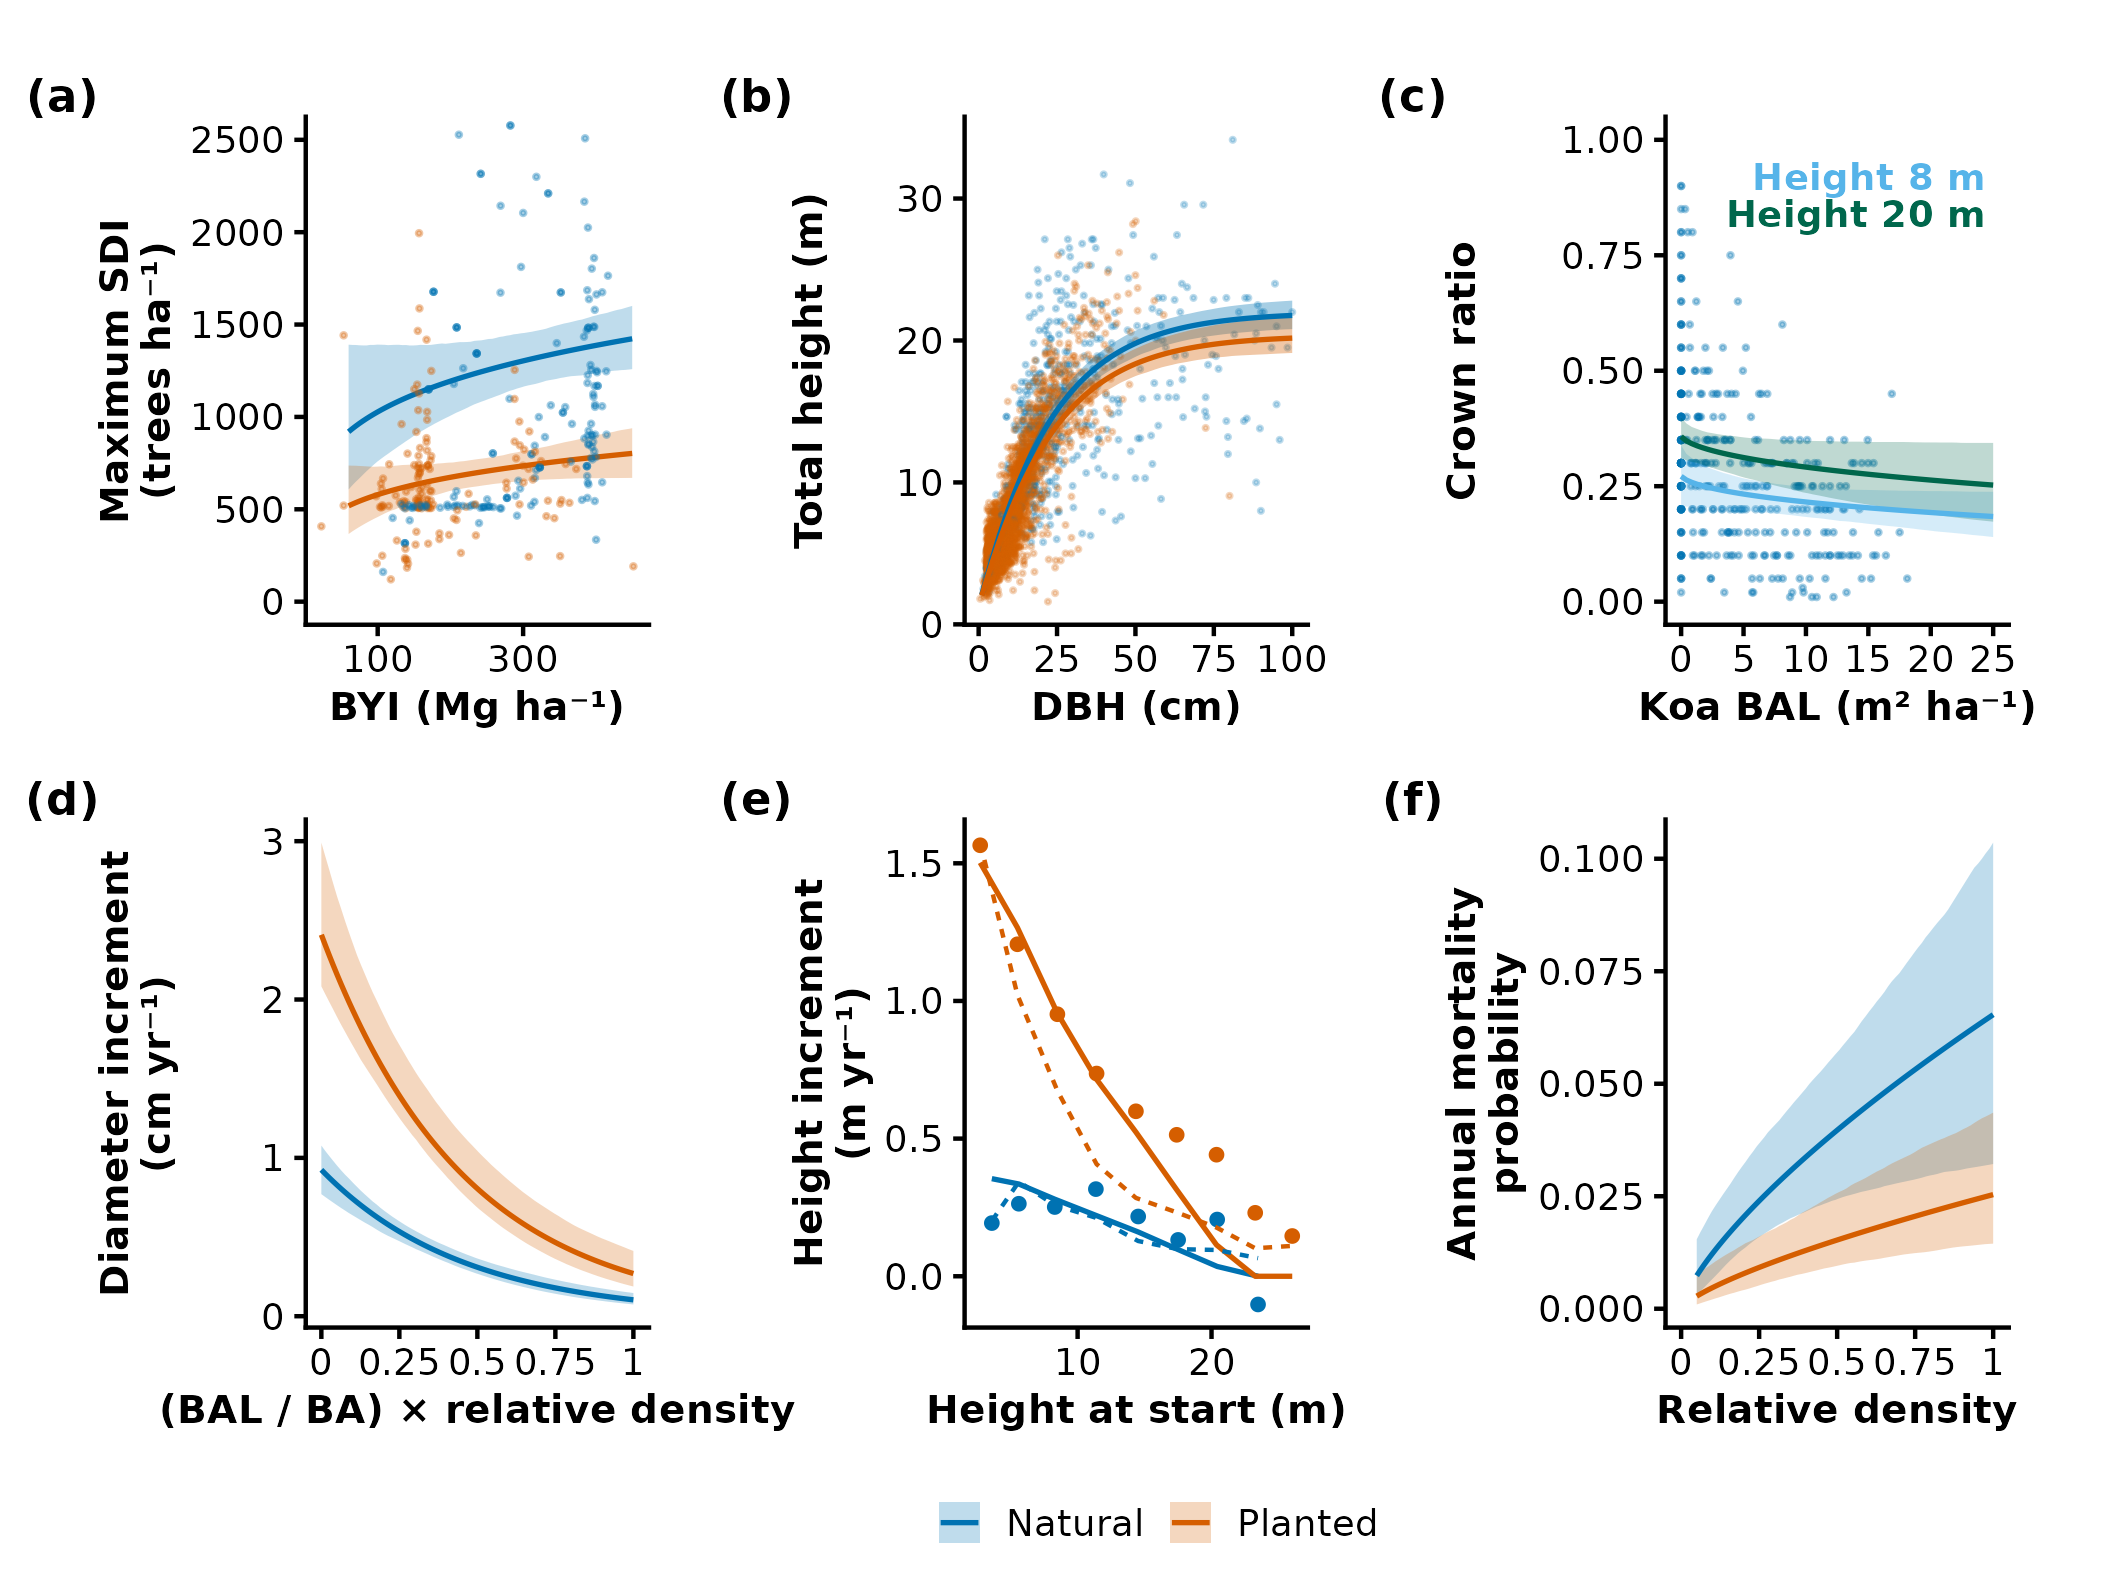 (a)
Maximum SDI
(trees ha⁻¹)
2500
2000
1500
1000
500
0
100 300
BYI (Mg ha⁻¹)
(b)
Total height (m)
30
20
10
0
0 25 50 75 100
DBH (cm)
(c)
Crown ratio
1.00
0.75
0.50
0.25
0.00
Height 8 m
Height 20 m
0 5 10 15 20 25
Koa BAL (m² ha⁻¹)
(d)
Diameter increment
(cm yr⁻¹)
3
2
1
0
0 0.25 0.5 0.75 1
(BAL / BA) × relative density
(e)
Height increment
(m yr⁻¹)
1.5
1.0
0.5
0.0
10 20
Height at start (m)
(f)
Annual mortality
probability
0.100
0.075
0.050
0.025
0.000
0 0.25 0.5 0.75 1
Relative density
Natural Planted